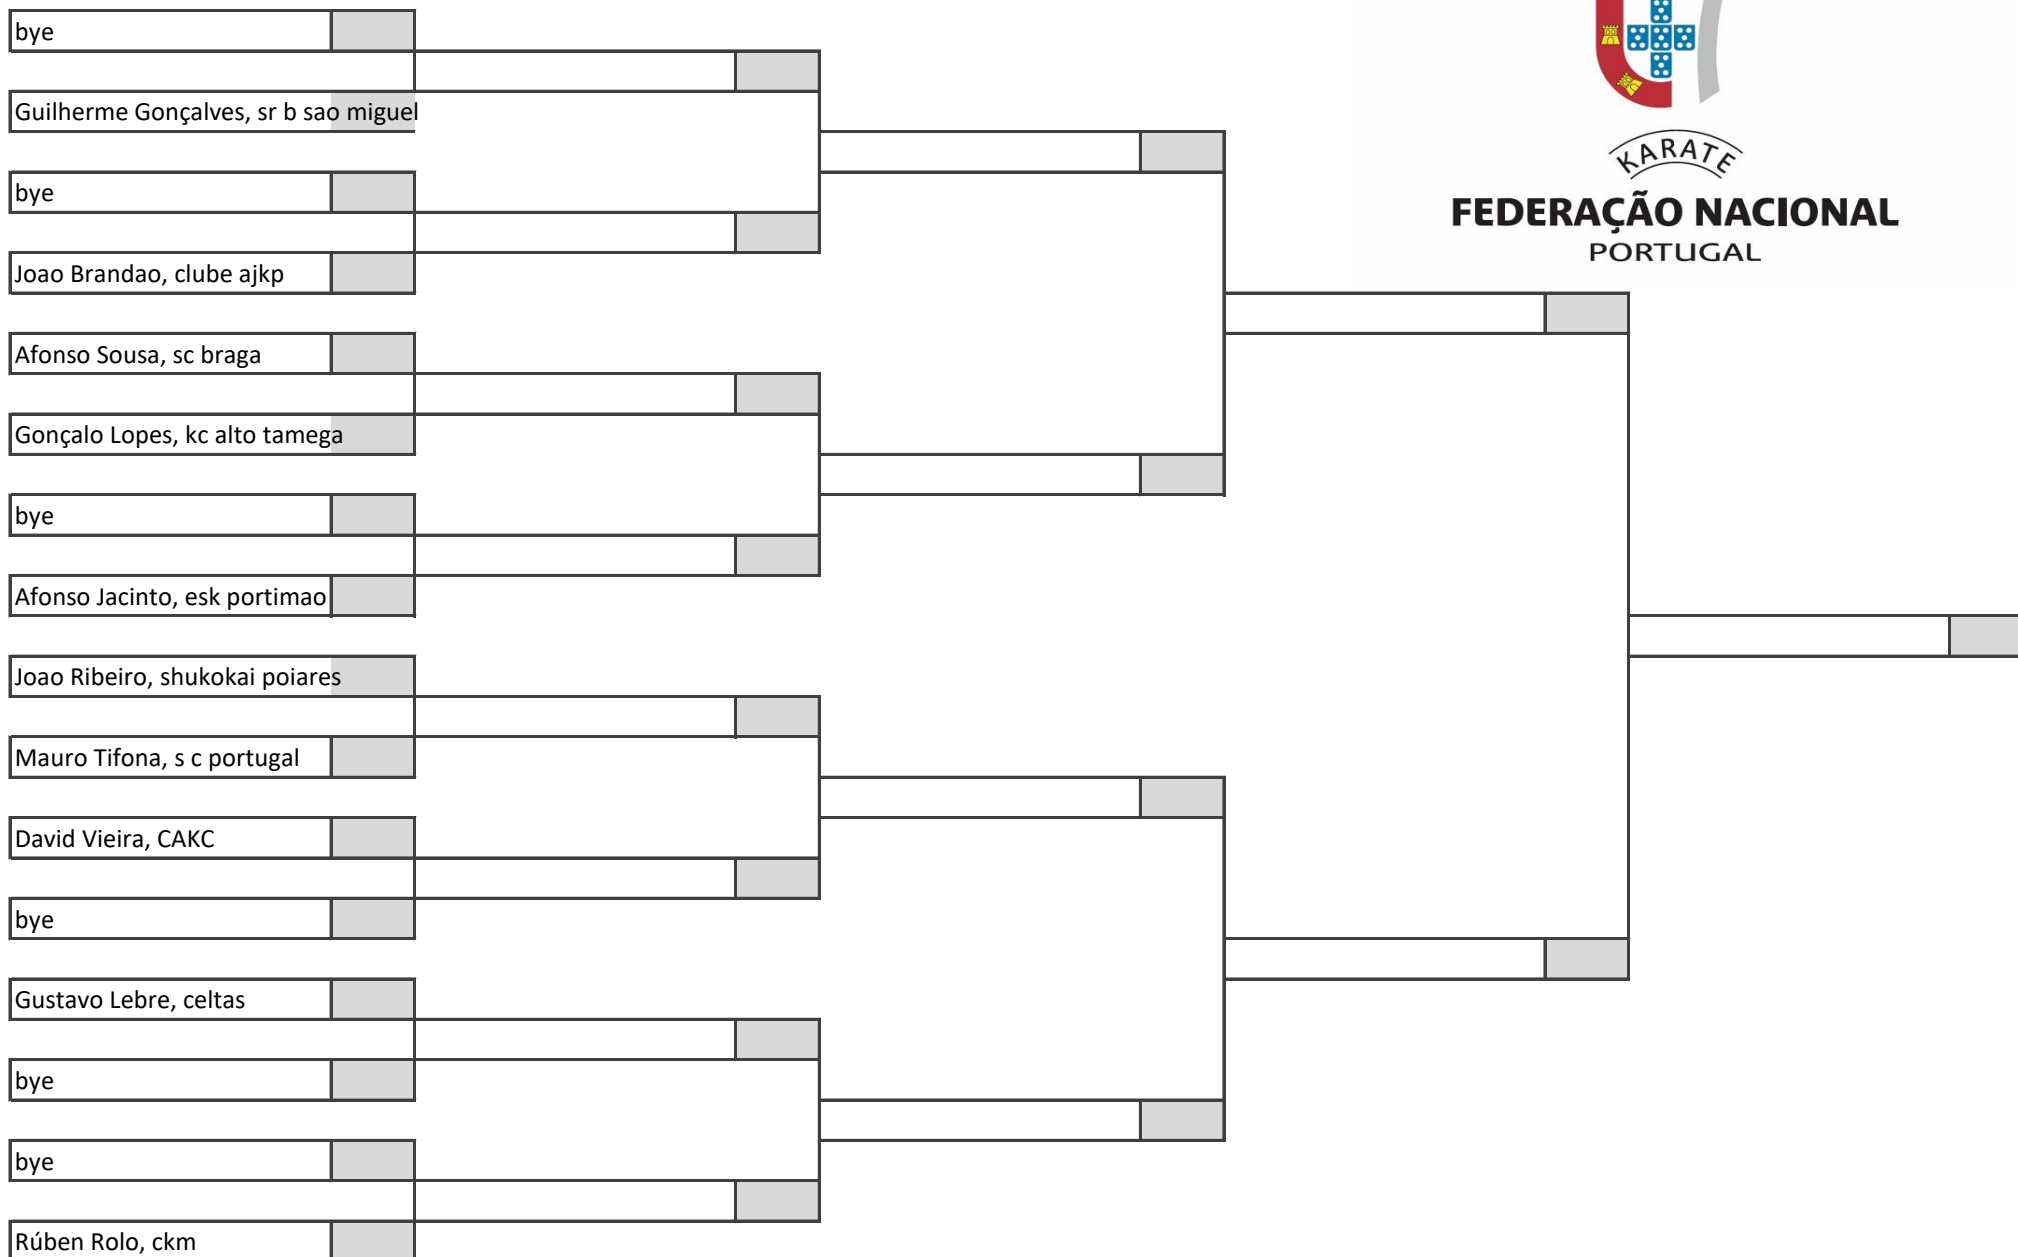 bye
Guilherme Gonçalves, sr b sao miguel
bye
Joao Brandao, clube ajkp
Afonso Sousa, sc braga
Gonçalo Lopes, kc alto tamega
bye
Afonso Jacinto, esk portimao
Joao Ribeiro, shukokai poiares
Mauro Tifona, s c portugal
David Vieira, CAKC
bye
Gustavo Lebre, celtas
bye
bye
Rúben Rolo, ckm
KARATE
FEDERAÇÃO NACIONAL
PORTUGAL